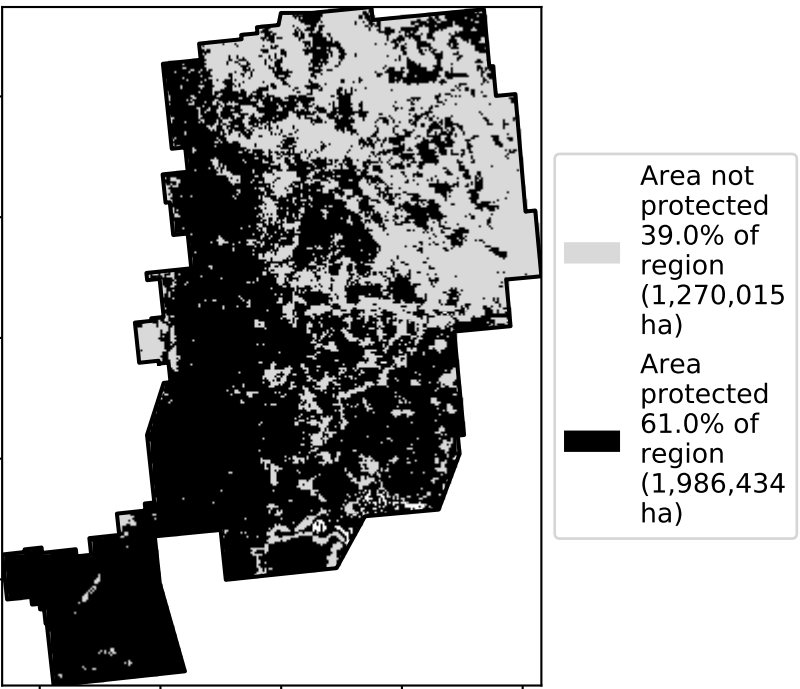 Area not
protected
39.0% of
region
(1,270,015
ha)
Area
protected
61.0% of
region
(1,986,434
ha)